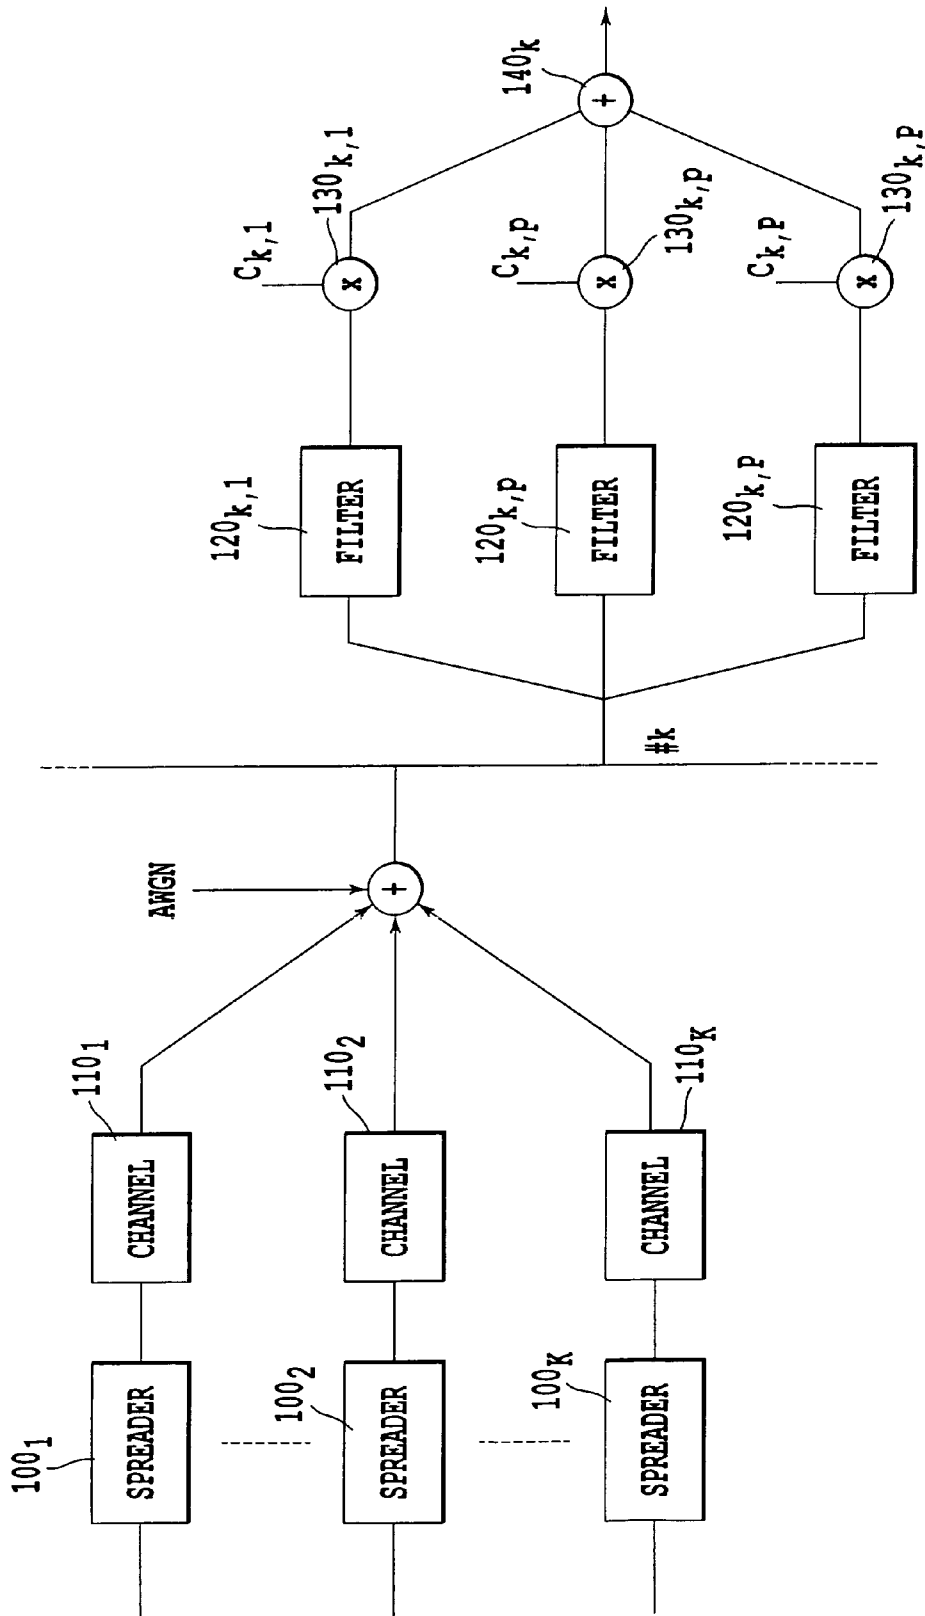 100₁
SPREADER
110₁
CHANNEL
AWGN
+
100₂
SPREADER
110₂
CHANNEL
100K
SPREADER
110K
CHANNEL
#k
120k,1
FILTER
Ck,1
x
130k,1
120k,p
FILTER
Ck,p
x
130k,p
120k,P
FILTER
Ck,P
x
130k,P
140k
+